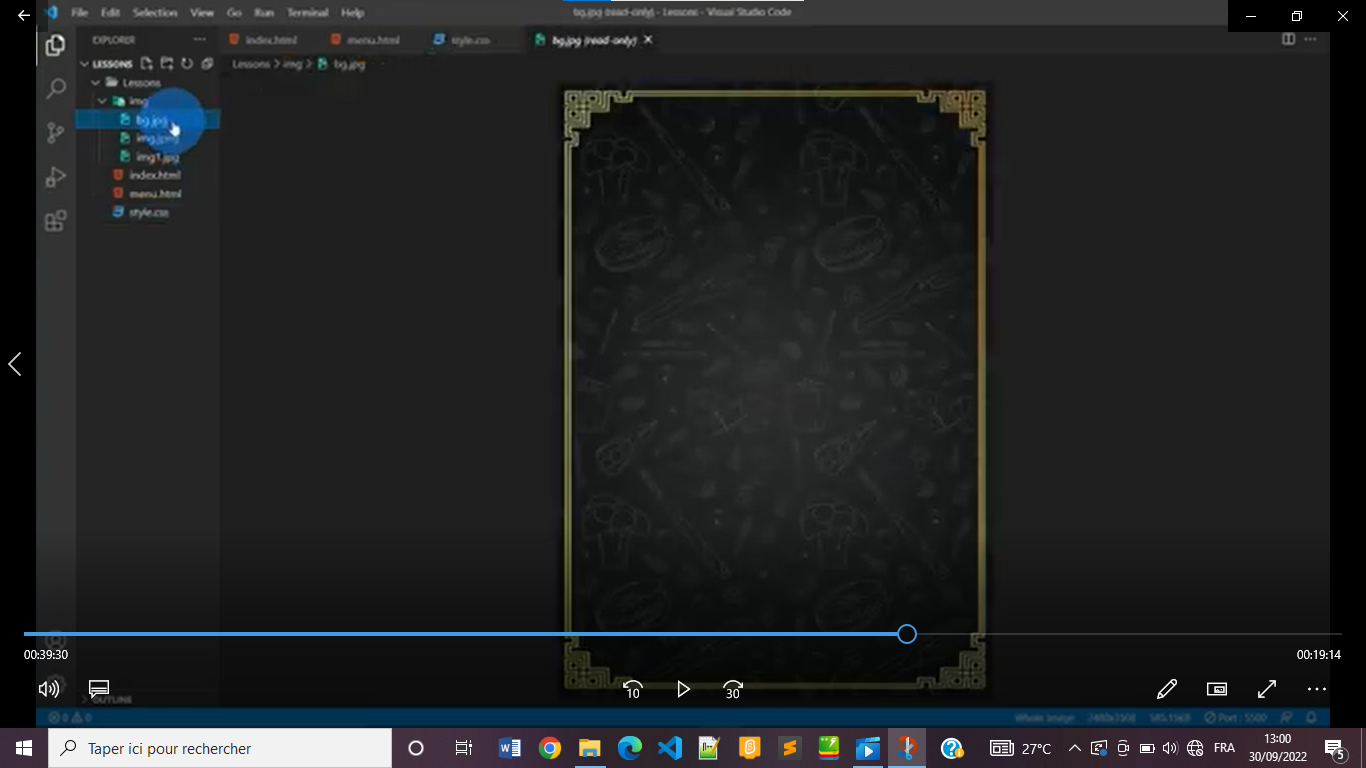 File Edit Selection View Go Run Terminal Help
bg.jpg (read-only) - Lessons - Visual Studio Code
EXPLORER
index.html
menu.html
style.css
bg.jpg (read-only)
LESSONS
Lessons > img > bg.jpg
Lessons
img
bg.jpg
img1.jpg
index.html
menu.html
style.css
00:39:30
00:19:14
10
30
OUTLINE
0 0
Whole Image
Port : 5500
Taper ici pour rechercher
27°C
FRA
13:00
30/09/2022
5